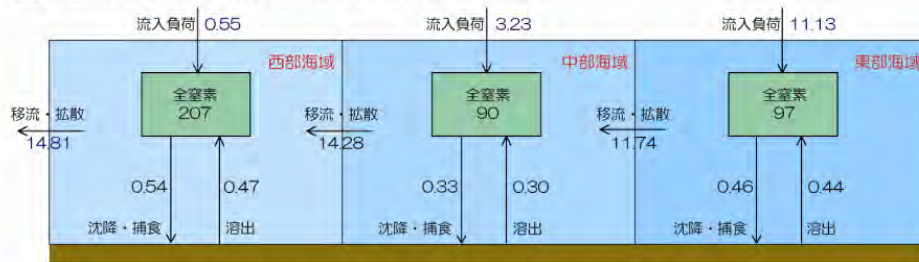 流入負荷 0.55
流入負荷 3.23
流入負荷 11.13
西部海域
中部海域
東部海域
全窒素
207
全窒素
90
全窒素
97
移流・拡散
14.81
移流・拡散
14.28
移流・拡散
11.74
0.54
0.47
0.33
0.30
0.46
0.44
沈降・捕食
溶出
沈降・捕食
溶出
沈降・捕食
溶出